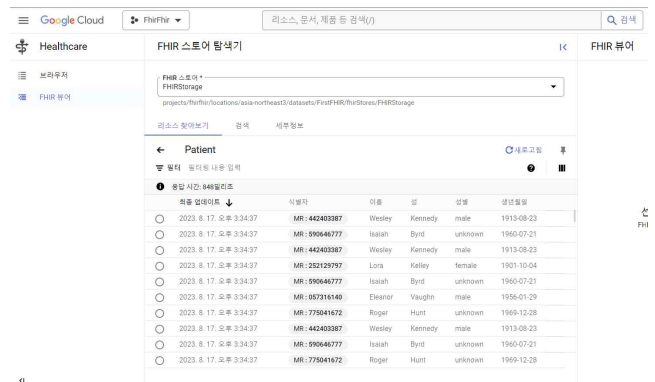 Google Cloud
FhirFhir
리소스, 문서, 제품 등 검색(/)
검색
Healthcare
FHIR 스토어 탐색기
FHIR 뷰어
브라우저
FHIR 뷰어
FHIR 스토어 *
FHIRStorage
projects/fhirfhir/locations/asia-northeast3/datasets/FirstFHIR/fhirStores/FHIRStorage
리소스 찾아보기 검색 세부정보
Patient
새로고침
필터 필터링 내용 입력
응답 시간: 848밀리초
최종 업데이트 식별자 이름 성 성별 생년월일
2023. 8. 17. 오후 3:34:37 MR : 442403387 Wesley Kennedy male 1913-08-23
2023. 8. 17. 오후 3:34:37 MR : 590646777 Isaiah Byrd unknown 1960-07-21
2023. 8. 17. 오후 3:34:37 MR : 442403387 Wesley Kennedy male 1913-08-23
2023. 8. 17. 오후 3:34:37 MR : 252129797 Lora Kelley female 1901-10-04
2023. 8. 17. 오후 3:34:37 MR : 590646777 Isaiah Byrd unknown 1960-07-21
2023. 8. 17. 오후 3:34:37 MR : 057316140 Eleanor Vaughn male 1956-01-29
2023. 8. 17. 오후 3:34:37 MR : 775041672 Roger Hunt unknown 1969-12-28
2023. 8. 17. 오후 3:34:37 MR : 442403387 Wesley Kennedy male 1913-08-23
2023. 8. 17. 오후 3:34:37 MR : 590646777 Isaiah Byrd unknown 1960-07-21
2023. 8. 17. 오후 3:34:37 MR : 775041672 Roger Hunt unknown 1969-12-28